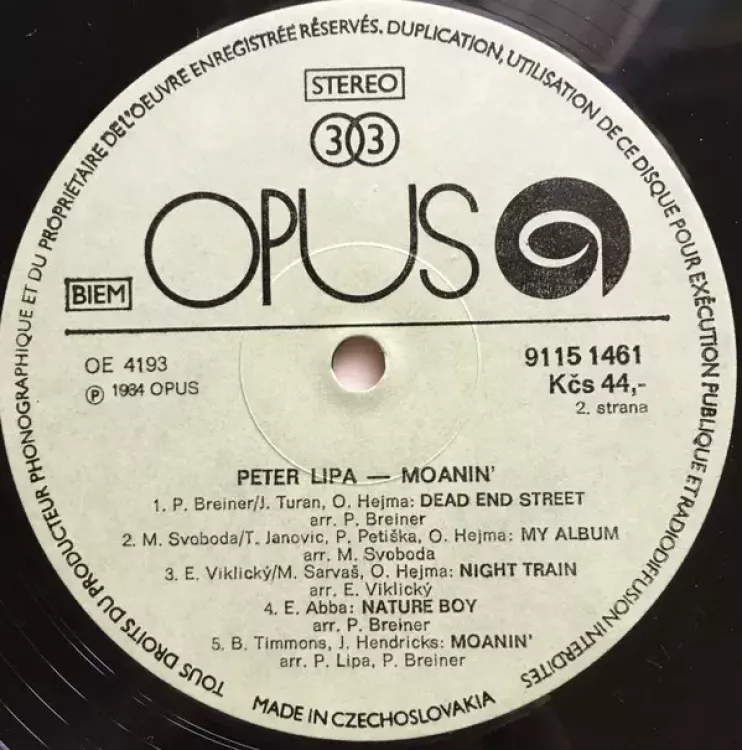 TOUS DROITS DU PRODUCTEUR PHONOGRAPHIQUE ET DU PROPRIÉTAIRE DE L'OEUVRE ENREGISTRÉE RÉSERVÉS. DUPLICATION, UTILISATION DE CE DISQUE POUR EXÉCUTION PUBLIQUE ET RADIODIFFUSION INTERDITES
STEREO
33
OPUS
BIEM
OE 4193
Ⓟ 1984 OPUS
9115 1461
Kčs 44,-
2. strana
PETER LIPA — MOANIN'
1. P. Breiner/J. Turan, O. Hejma: DEAD END STREET
arr. P. Breiner
2. M. Svoboda/T. Janovic, P. Petiška, O. Hejma: MY ALBUM
arr. M. Svoboda
3. E. Viklický/M. Sarvaš, O. Hejma: NIGHT TRAIN
arr. E. Viklický
4. E. Abba: NATURE BOY
arr. P. Breiner
5. B. Timmons, J. Hendricks: MOANIN'
arr. P. Lipa, P. Breiner
MADE IN CZECHOSLOVAKIA